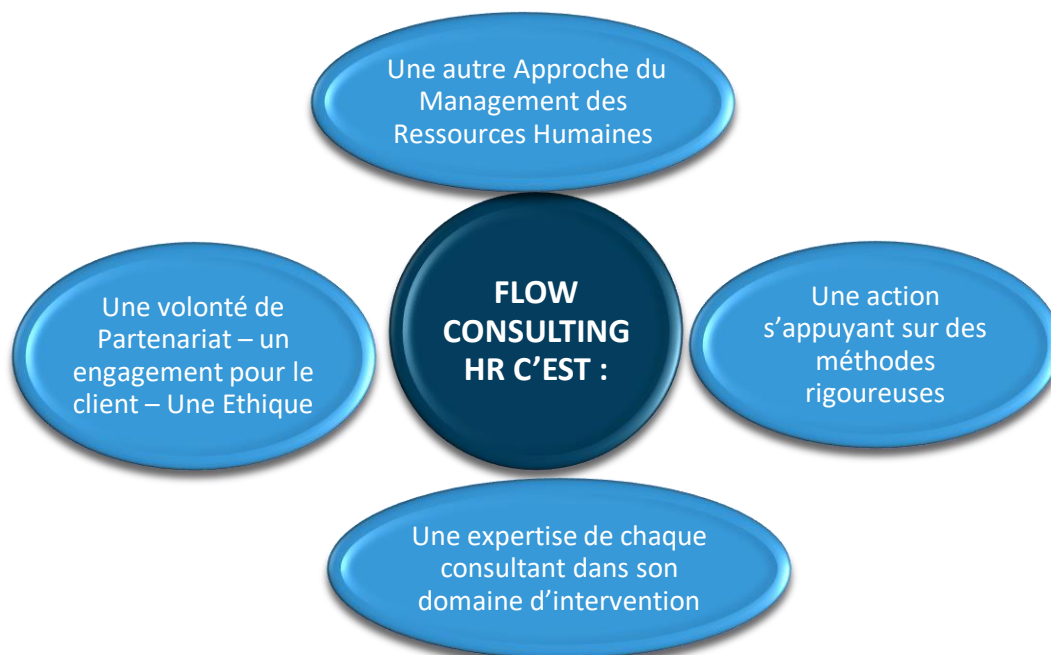 Une autre Approche du
Management des
Ressources Humaines
FLOW
CONSULTING
HR C’EST :
Une volonté de
Partenariat – un
engagement pour le
client – Une Ethique
Une action
s’appuyant sur des
méthodes
rigoureuses
Une expertise de chaque
consultant dans son
domaine d’intervention